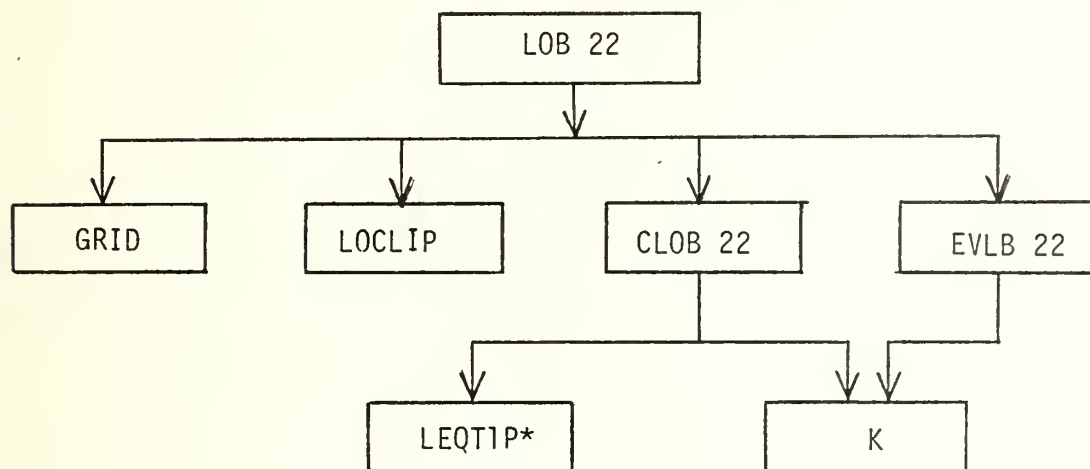 LOB 22
GRID
LOCLIP
CLOB 22
EVLB 22
LEQT1P*
K